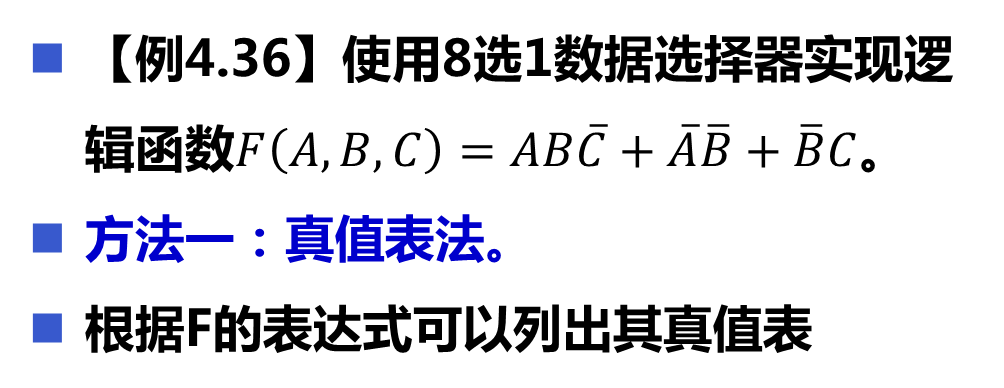 ■ 【例4.36】使用8选1数据选择器实现逻
辑函数F(A, B, C) = ABC̄ + ĀB̄ + B̄C。
■ 方法一：真值表法。
■ 根据F的表达式可以列出其真值表